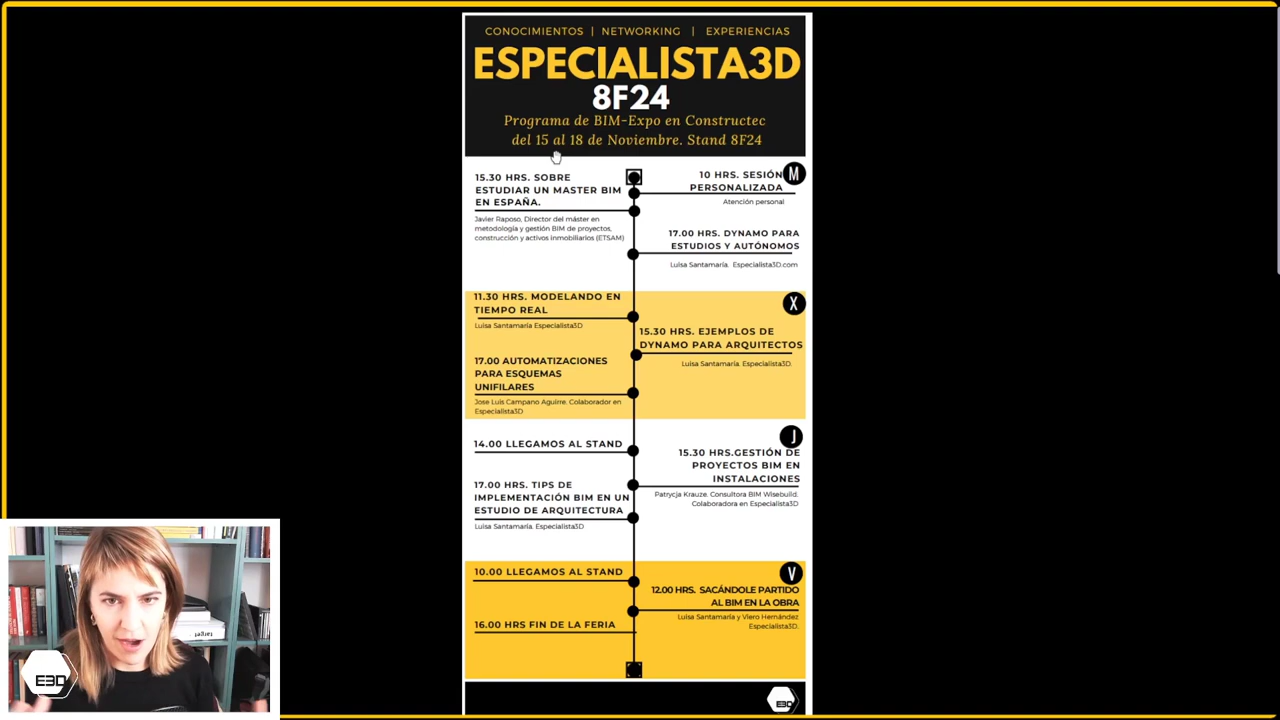 CONOCIMIENTOS | NETWORKING | EXPERIENCIAS
ESPECIALISTA3D
8F24
Programa de BIM-Expo en Constructec
del 15 al 18 de Noviembre. Stand 8F24
M
15.30 HRS. SOBRE
ESTUDIAR UN MASTER BIM
EN ESPAÑA.
Javier Raposo, Director del máster en
metodología y gestión BIM de proyectos,
construcción y activos inmobiliarios (ETSAM)
10 HRS. SESIÓN
PERSONALIZADA
Atención personal
17.00 HRS. DYNAMO PARA
ESTUDIOS Y AUTÓNOMOS
Luisa Santamaría. Especialista3D.com
X
11.30 HRS. MODELANDO EN
TIEMPO REAL
Luisa Santamaría Especialista3D
15.30 HRS. EJEMPLOS DE
DYNAMO PARA ARQUITECTOS
Luisa Santamaría. Especialista3D.
17.00 AUTOMATIZACIONES
PARA ESQUEMAS
UNIFILARES
Jose Luis Campano Aguirre. Colaborador en
Especialista3D
J
14.00 LLEGAMOS AL STAND
15.30 HRS.GESTIÓN DE
PROYECTOS BIM EN
INSTALACIONES
Patrycja Krauze. Consultora BIM Wisebuild.
Colaboradora en Especialista3D
17.00 HRS. TIPS DE
IMPLEMENTACIÓN BIM EN UN
ESTUDIO DE ARQUITECTURA
Luisa Santamaría. Especialista3D
V
10.00 LLEGAMOS AL STAND
12.00 HRS. SACÁNDOLE PARTIDO
AL BIM EN LA OBRA
Luisa Santamaría y Viero Hernández
Especialista3D.
16.00 HRS FIN DE LA FERIA
E3D
E3D